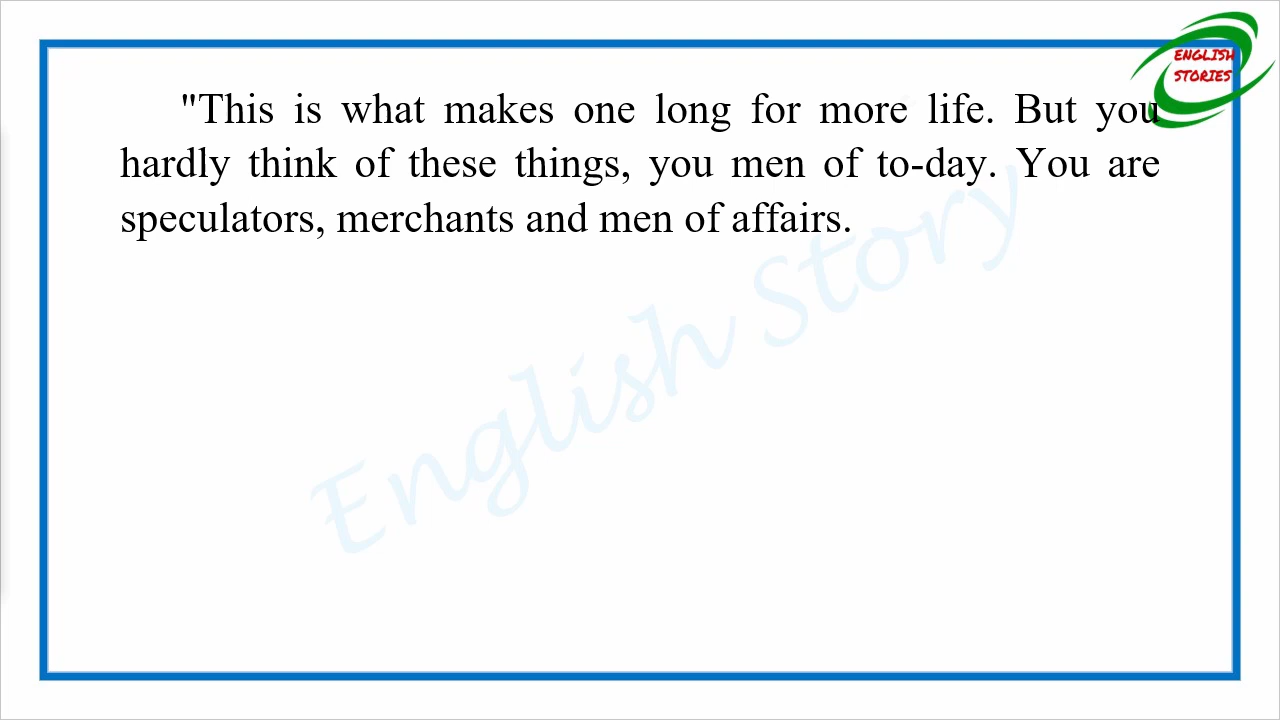 ENGLISH
STORIES
"This is what makes one long for more life. But you
hardly think of these things, you men of to-day. You are
speculators, merchants and men of affairs.
English Story